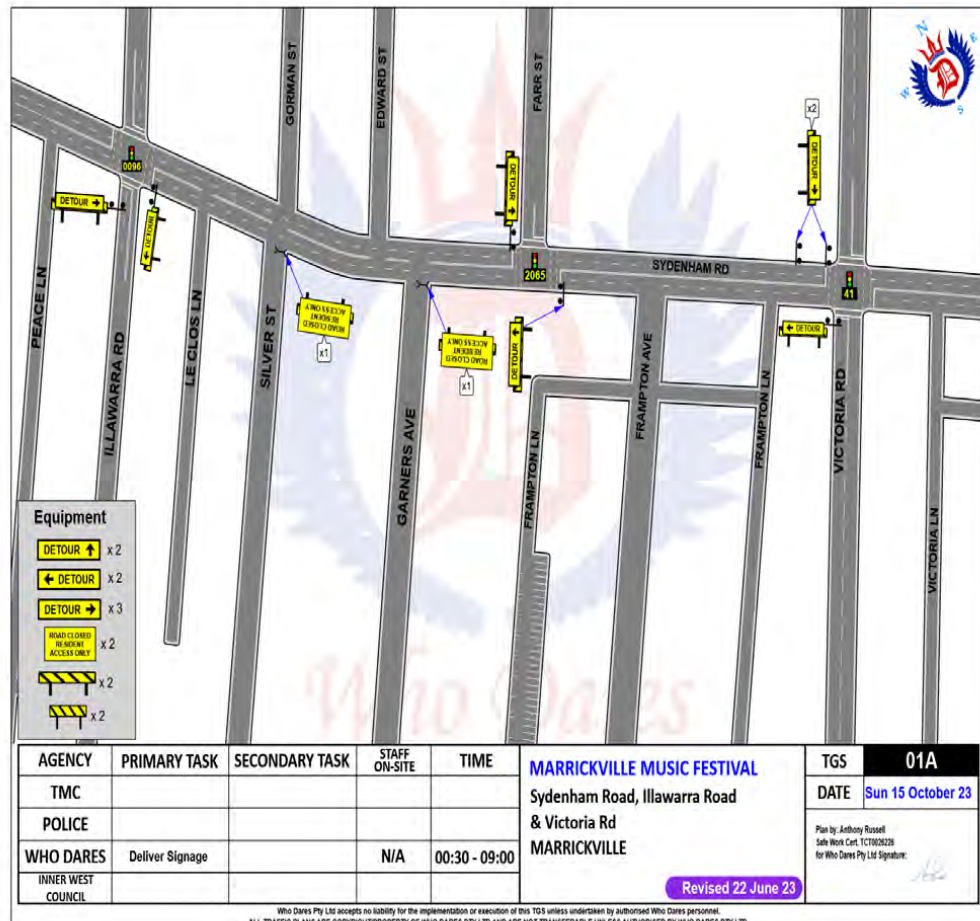 GORMAN ST
EDWARD ST
FARR ST
N
E
S
W
D
x2
DETOUR →
0096
DETOUR →
← DETOUR
DETOUR →
2065
SYDENHAM RD
41
← DETOUR
PEACE LN
ILLAWARRA RD
LE CLOS LN
SILVER ST
ROAD CLOSED
RESIDENT
ACCESS ONLY
x1
GARNERS AVE
ROAD CLOSED
RESIDENT
ACCESS ONLY
x1
DETOUR
FRAMPTON LN
FRAMPTON AVE
FRAMPTON LN
VICTORIA RD
VICTORIA LN
Who Dares
Equipment
DETOUR ↑ x 2
← DETOUR x 2
DETOUR → x 3
ROAD CLOSED
RESIDENT
ACCESS ONLY
x 2
x 2
x 2
AGENCY PRIMARY TASK SECONDARY TASK STAFF ON-SITE TIME
TMC
POLICE
WHO DARES Deliver Signage N/A 00:30 - 09:00
INNER WEST
COUNCIL
MARRICKVILLE MUSIC FESTIVAL
Sydenham Road, Illawarra Road
& Victoria Rd
MARRICKVILLE
Revised 22 June 23
TGS 01A
DATE Sun 15 October 23
Plan by: Anthony Russell
Safe Work Cert. TCT0026226
for Who Dares Pty Ltd Signature:
Who Dares Pty Ltd accepts no liability for the implementation or execution of this TGS unless undertaken by authorised Who Dares personnel.